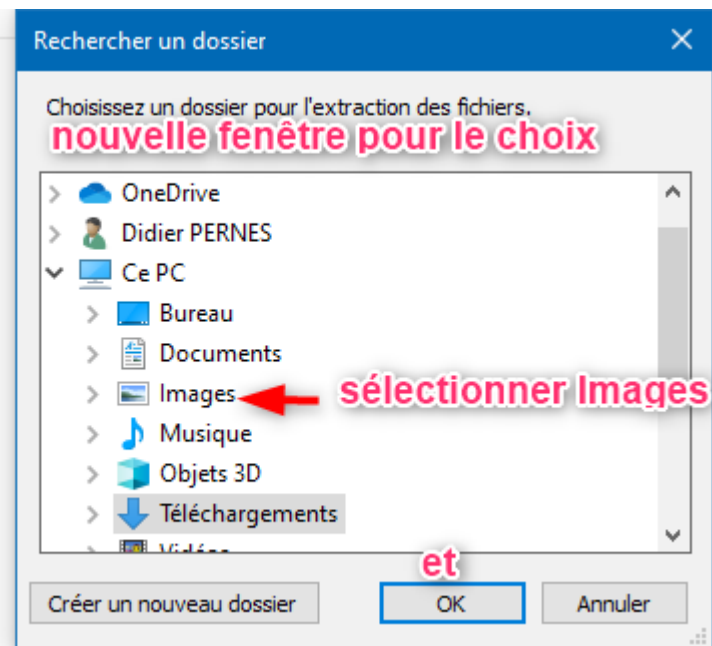 Rechercher un dossier
Choisissez un dossier pour l'extraction des fichiers.
nouvelle fenêtre pour le choix
OneDrive
Didier PERNES
Ce PC
Bureau
Documents
Images
sélectionner Images
Musique
Objets 3D
Téléchargements
Vidéos
et
Créer un nouveau dossier OK Annuler